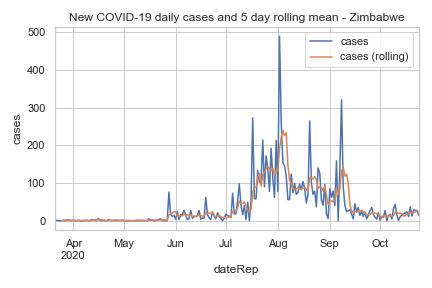 New COVID-19 daily cases and 5 day rolling mean - Zimbabwe
cases
cases (rolling)
500
400
300
200
100
0
cases
Apr
2020
May
Jun
Jul
Aug
Sep
Oct
dateRep